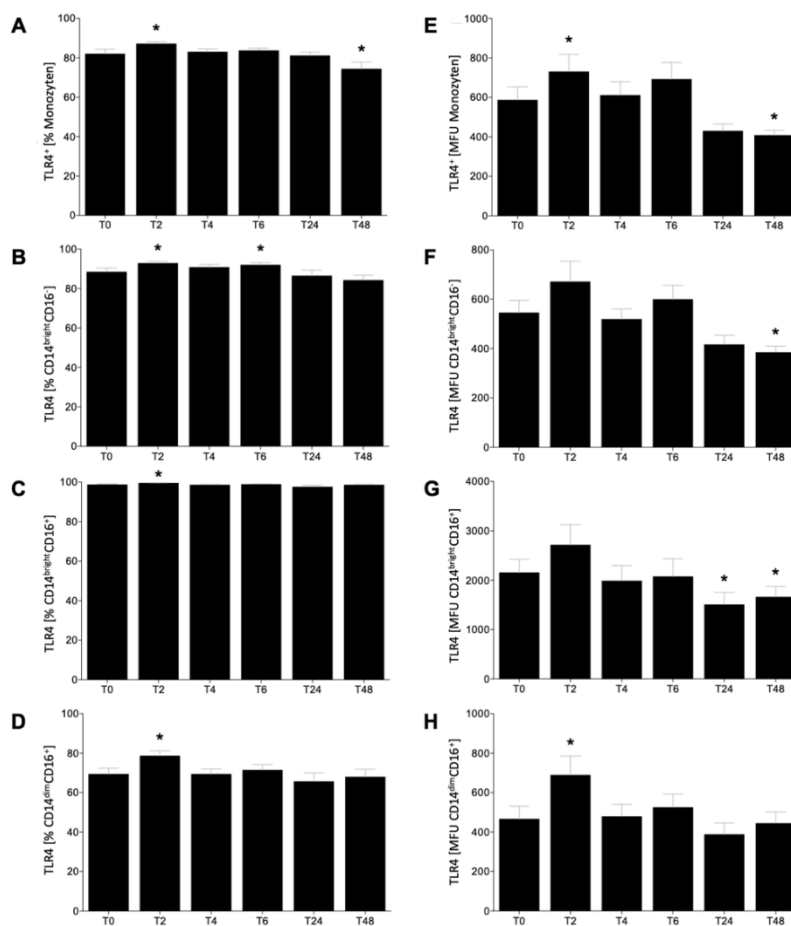 A
TLR4⁺ [% Monozyten]
100
80
60
40
20
0
*
*
T0 T2 T4 T6 T24 T48
E
TLR4⁺ [MFU Monozyten]
1000
800
600
400
200
0
*
*
T0 T2 T4 T6 T24 T48
B
TLR4 [% CD14ᵇʳⁱᵍʰᵗCD16⁻]
100
80
60
40
20
0
*
*
T0 T2 T4 T6 T24 T48
F
TLR4 [MFU CD14ᵇʳⁱᵍʰᵗCD16⁻]
800
600
400
200
0
*
T0 T2 T4 T6 T24 T48
C
TLR4 [% CD14ᵇʳⁱᵍʰᵗCD16⁺]
100
80
60
40
20
0
*
T0 T2 T4 T6 T24 T48
G
TLR4 [MFU CD14ᵇʳⁱᵍʰᵗCD16⁺]
4000
3000
2000
1000
0
*
*
T0 T2 T4 T6 T24 T48
D
TLR4 [% CD14ᵈⁱᵐCD16⁺]
100
80
60
40
20
0
*
T0 T2 T4 T6 T24 T48
H
TLR4 [MFU CD14ᵈⁱᵐCD16⁺]
1000
800
600
400
200
0
*
T0 T2 T4 T6 T24 T48